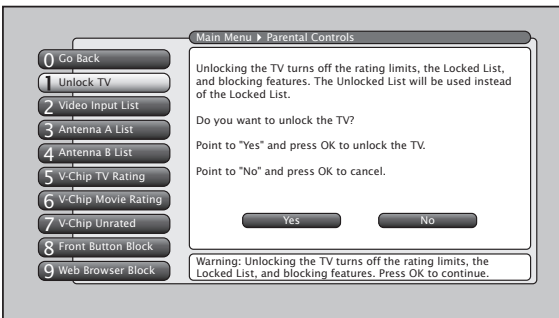 Main Menu ▶ Parental Controls
0 Go Back
1 Unlock TV
2 Video Input List
3 Antenna A List
4 Antenna B List
5 V-Chip TV Rating
6 V-Chip Movie Rating
7 V-Chip Unrated
8 Front Button Block
9 Web Browser Block
Unlocking the TV turns off the rating limits, the Locked List,
and blocking features. The Unlocked List will be used instead
of the Locked List.
Do you want to unlock the TV?
Point to "Yes" and press OK to unlock the TV.
Point to "No" and press OK to cancel.
Yes No
Warning: Unlocking the TV turns off the rating limits, the
Locked List, and blocking features. Press OK to continue.